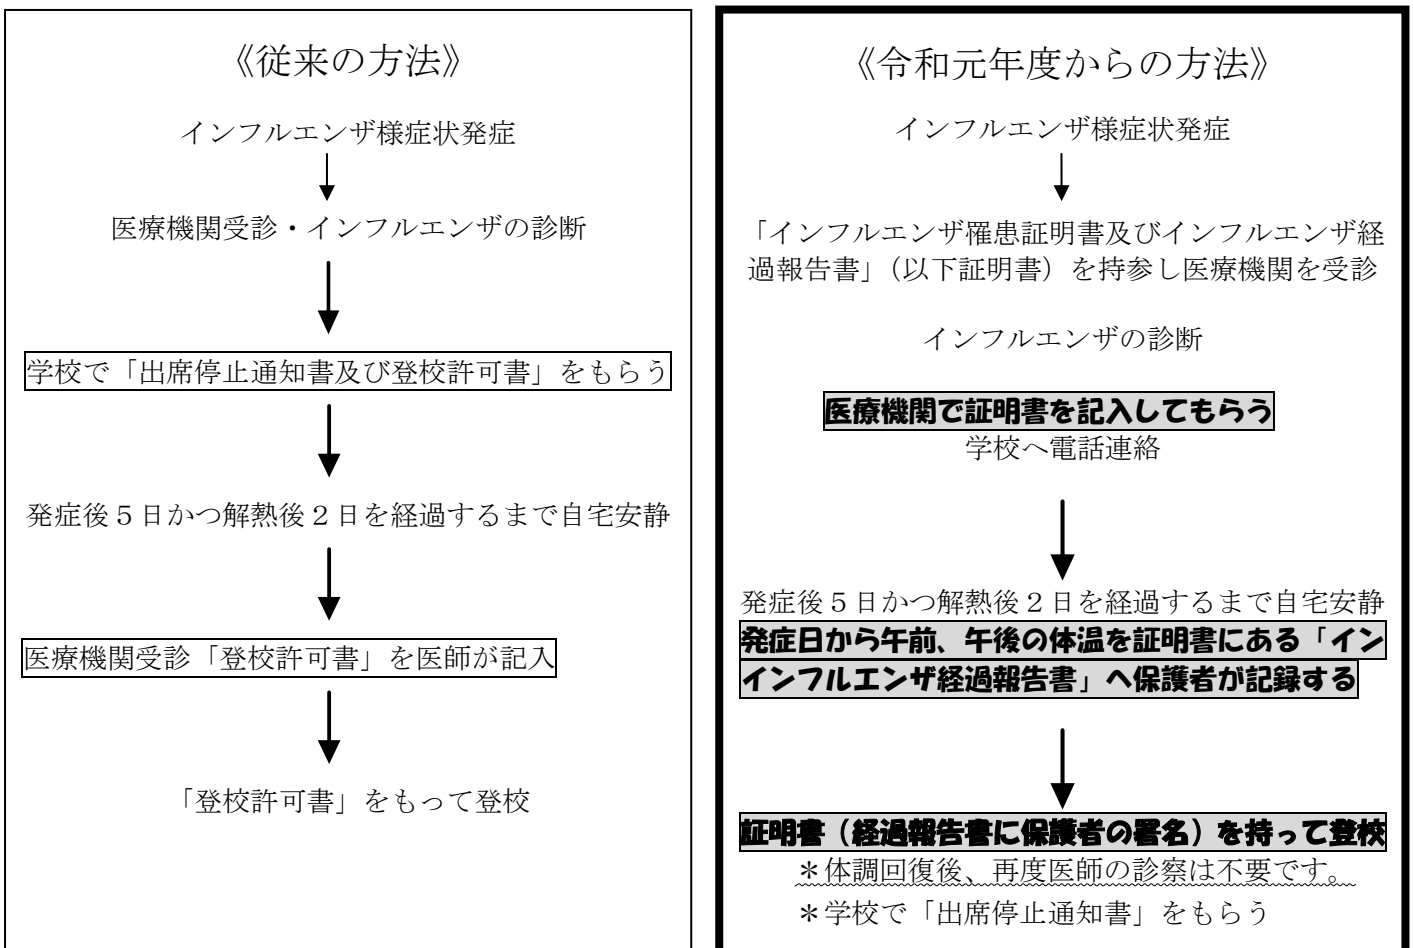 《従来の方法》
インフルエンザ様症状発症
医療機関受診・インフルエンザの診断
学校で「出席停止通知書及び登校許可書」をもらう
発症後５日かつ解熱後２日を経過するまで自宅安静
医療機関受診「登校許可書」を医師が記入
「登校許可書」をもって登校
《令和元年度からの方法》
インフルエンザ様症状発症
「インフルエンザ罹患証明書及びインフルエンザ経
過報告書」（以下証明書）を持参し医療機関を受診
インフルエンザの診断
医療機関で証明書を記入してもらう
学校へ電話連絡
発症後５日かつ解熱後２日を経過するまで自宅安静
発症日から午前、午後の体温を証明書にある「イン
インフルエンザ経過報告書」へ保護者が記録する
証明書（経過報告書に保護者の署名）を持って登校
＊体調回復後、再度医師の診察は不要です。
＊学校で「出席停止通知書」をもらう